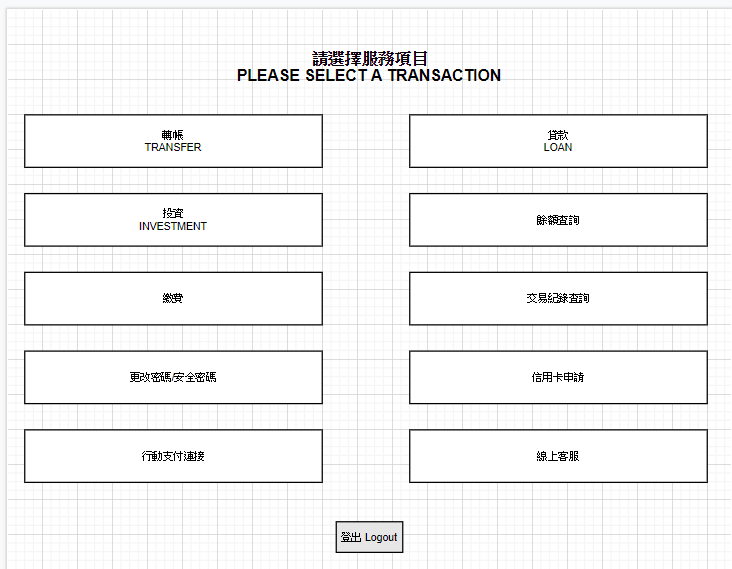 請選擇服務項目
PLEASE SELECT A TRANSACTION
轉帳
TRANSFER
貸款
LOAN
投資
INVESTMENT
餘額查詢
繳費
交易紀錄查詢
更改密碼/安全密碼
信用卡申請
行動支付連接
線上客服
登出 Logout